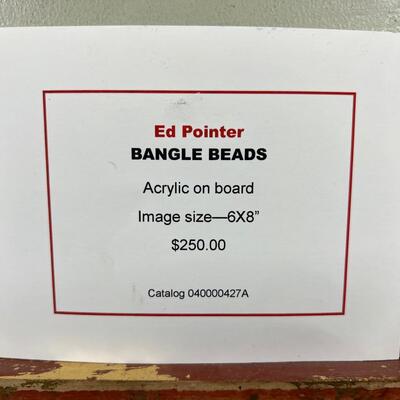 Ed Pointer
BANGLE BEADS
Acrylic on board
Image size—6X8”
$250.00
Catalog 040000427A